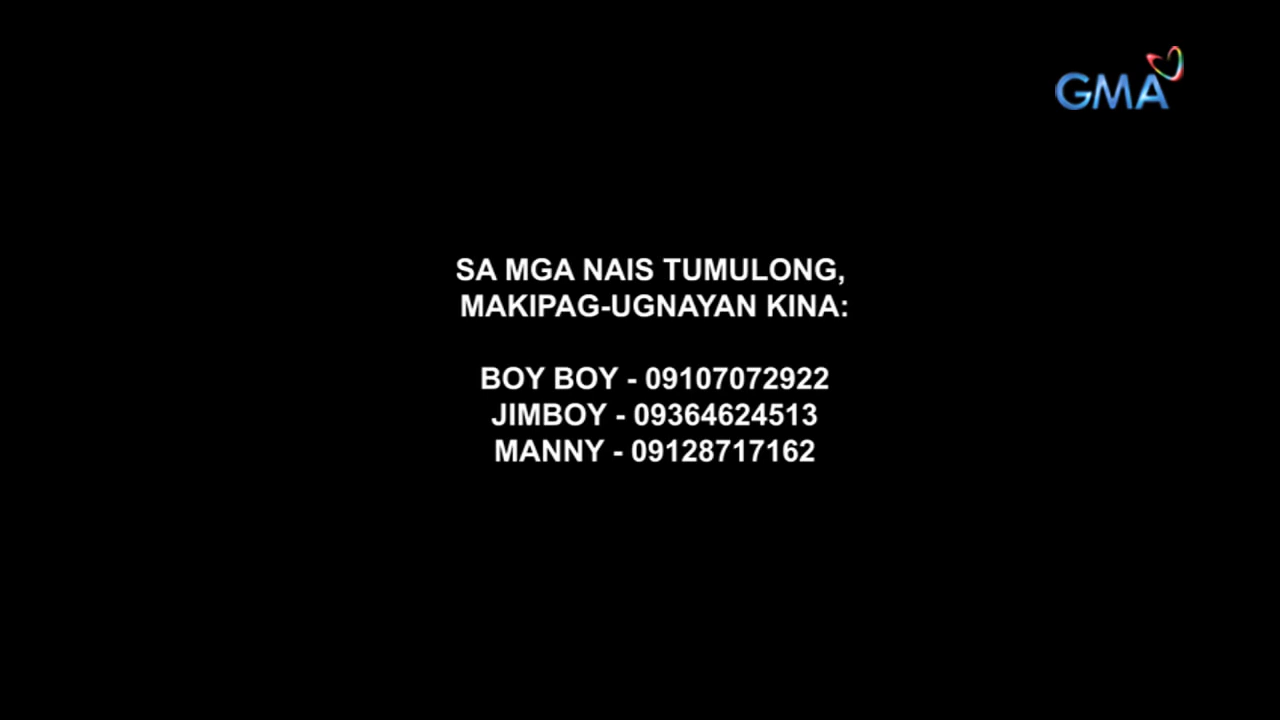 GMA
SA MGA NAIS TUMULONG,
MAKIPAG-UGNAYAN KINA:
BOY BOY - 09107072922
JIMBOY - 09364624513
MANNY - 09128717162